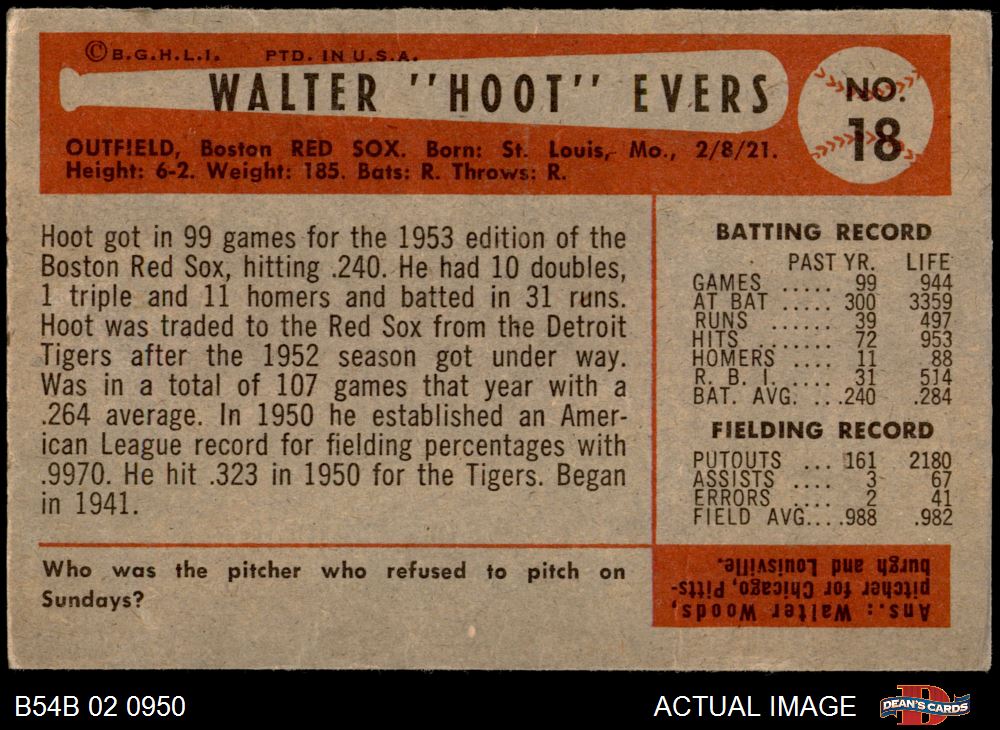 ©B.G.H.L.I. PTD. IN U.S.A.
WALTER "HOOT" EVERS
NO. 18
OUTFIELD, Boston RED SOX. Born: St. Louis, Mo., 2/8/21.
Height: 6-2. Weight: 185. Bats: R. Throws: R.
Hoot got in 99 games for the 1953 edition of the
Boston Red Sox, hitting .240. He had 10 doubles,
1 triple and 11 homers and batted in 31 runs.
Hoot was traded to the Red Sox from the Detroit
Tigers after the 1952 season got under way.
Was in a total of 107 games that year with a
.264 average. In 1950 he established an Amer-
ican League record for fielding percentages with
.9970. He hit .323 in 1950 for the Tigers. Began
in 1941.
BATTING RECORD
PAST YR. LIFE
GAMES ..... 99 944
AT BAT ..... 300 3359
RUNS ...... 39 497
HITS ....... 72 953
HOMERS .... 11 88
R. B. I. .... 31 514
BAT. AVG. ... .240 .284
FIELDING RECORD
PUTOUTS ... 161 2180
ASSISTS .... 3 67
ERRORS .... 2 41
FIELD AVG.... .988 .982
Who was the pitcher who refused to pitch on
Sundays?
Ans.: Walter Woods,
pitcher for Chicago, Pitts-
burgh and Louisville.
B54B 02 0950
ACTUAL IMAGE
D
DEAN'S CARDS